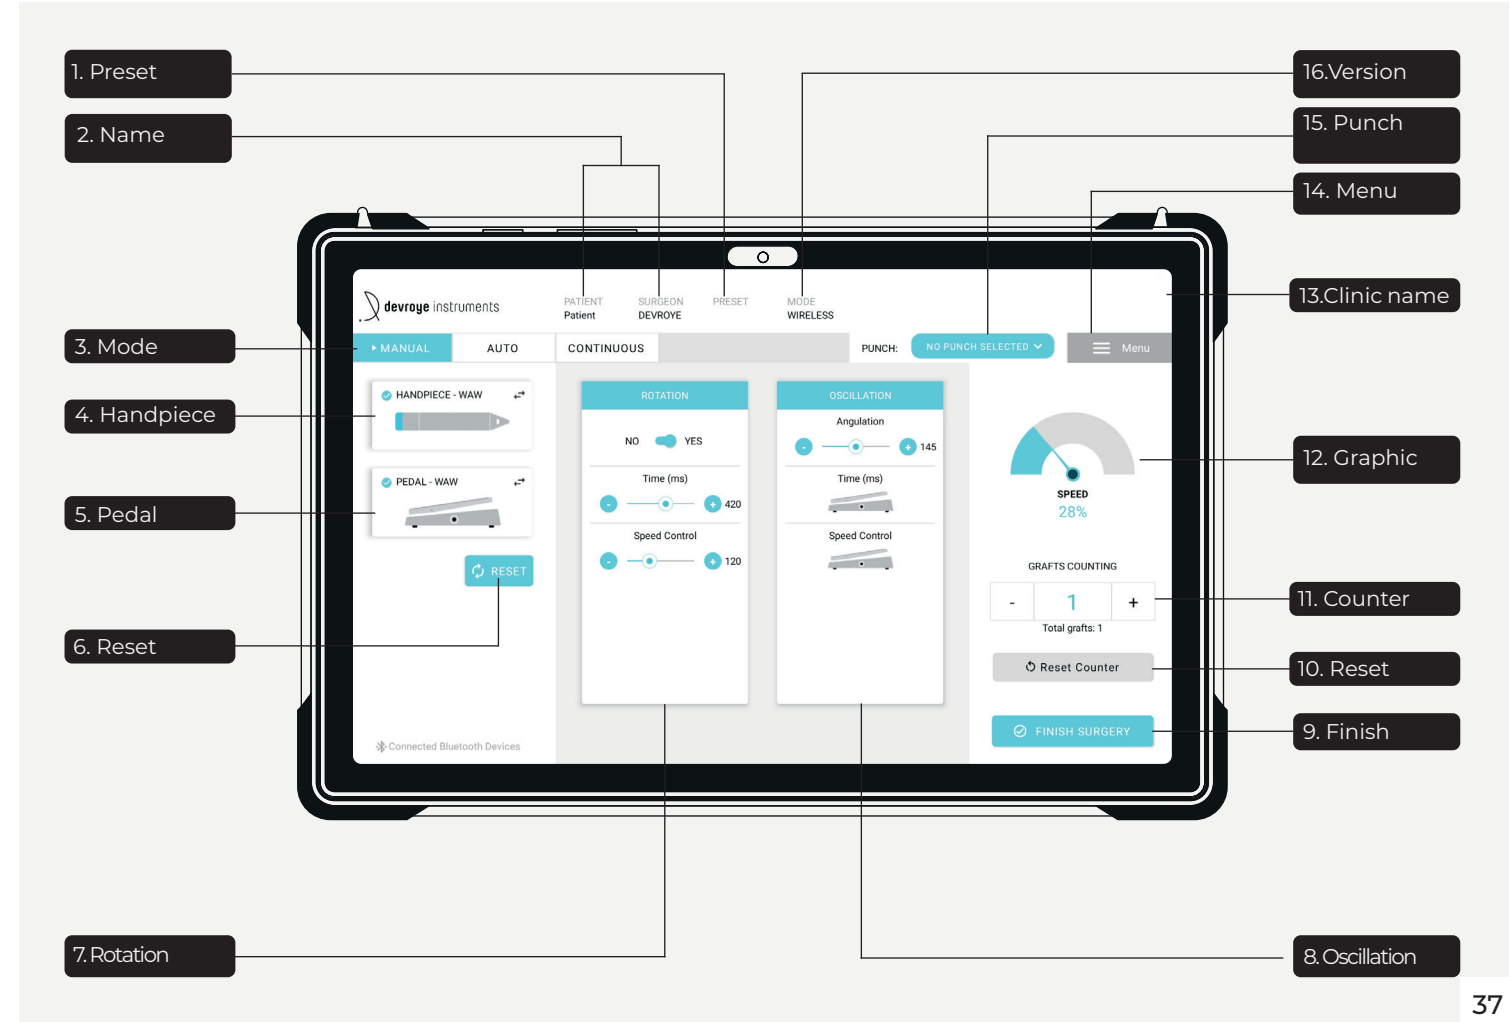 1. Preset
2. Name
3. Mode
4. Handpiece
5. Pedal
6. Reset
7. Rotation
16.Version
15. Punch
14. Menu
13.Clinic name
12. Graphic
11. Counter
10. Reset
9. Finish
8. Oscillation
devroye instruments
PATIENT
Patient
SURGEON
DEVROYE
PRESET
MODE
WIRELESS
MANUAL
AUTO
CONTINUOUS
PUNCH:
NO PUNCH SELECTED
Menu
HANDPIECE - WAW
PEDAL - WAW
RESET
Connected Bluetooth Devices
ROTATION
NO
YES
Time (ms)
- + 420
Speed Control
- + 120
OSCILLATION
Angulation
- + 145
Time (ms)
Speed Control
SPEED
28%
GRAFTS COUNTING
- 1 +
Total grafts: 1
Reset Counter
FINISH SURGERY
37